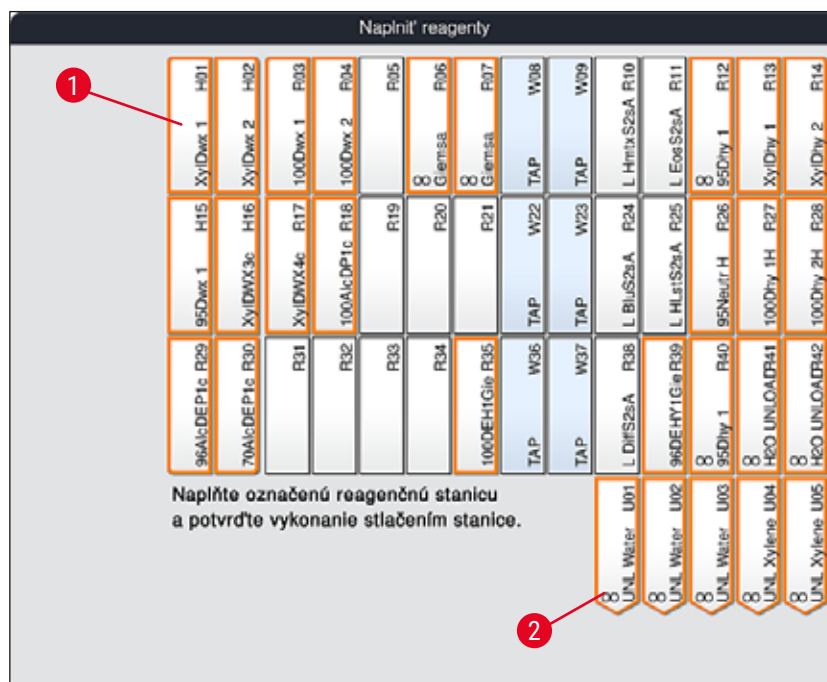 Naplniť reagenty
1
XylDwx 1 H01
XylDwx 2 H02
100Dwx 1 R03
100Dwx 2 R04
R05
∞ Giemsa R06
∞ Giemsa R07
TAP W08
TAP W09
L HmtxS2sA R10
L EosS2sA R11
∞ 95Dhy 1 R12
XylDhy 1 R13
XylDhy 2 R14
95Dwx 1 H15
XylDWX3c H16
XylDWX4c R17
100AlcDP1c R18
R19
R20
R21
TAP W22
TAP W23
L BluS2sA R24
L HLstS2sA R25
95Neutr H R26
100Dhy 1H R27
100Dhy 2H R28
96AlcDEP1c R29
70AlcDEP1c R30
R31
R32
R33
R34
100DEH1Gie R35
TAP W36
TAP W37
L DiffS2sA R38
96DEHY1Gie R39
∞ 95Dhy 1 R40
∞ H2O UNLOAD R41
∞ H2O UNLOAD R42
Naplňte označenú reagenčnú stanicu
a potvrďte vykonanie stlačením stanice.
∞ UNL Water U01
∞ UNL Water U02
∞ UNL Water U03
∞ UNL Xylene U04
∞ UNL Xylene U05
2